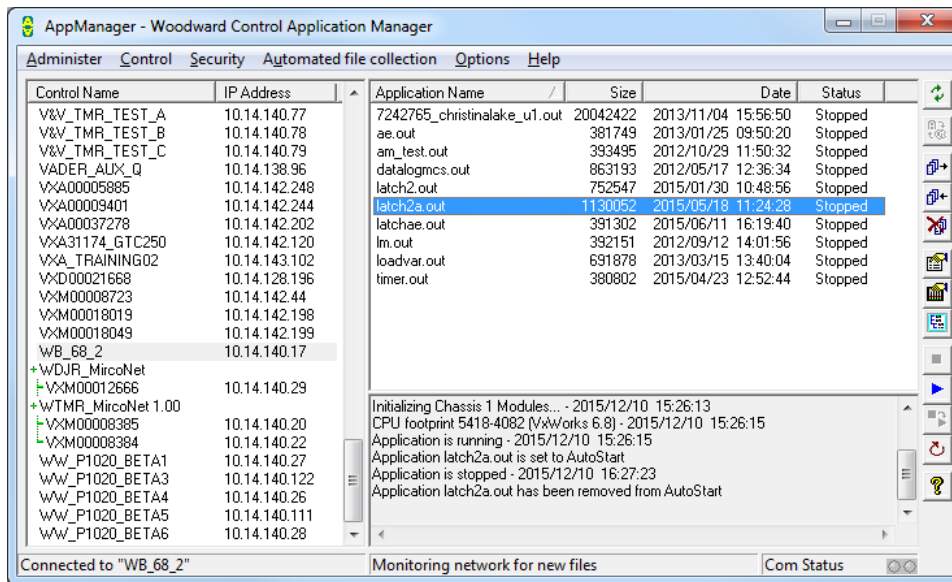 AppManager - Woodward Control Application Manager
Administer Control Security Automated file collection Options Help
Control Name IP Address
V&V_TMR_TEST_A 10.14.140.77
V&V_TMR_TEST_B 10.14.140.78
V&V_TMR_TEST_C 10.14.140.79
VADER_AUX_Q 10.14.138.96
VXA00005885 10.14.142.248
VXA00009401 10.14.142.244
VXA00037278 10.14.142.202
VXA31174_GTC250 10.14.142.120
VXA_TRAINING02 10.14.143.102
VXD00021668 10.14.128.196
VXM00008723 10.14.142.44
VXM00018019 10.14.142.198
VXM00018049 10.14.142.199
WB_68_2 10.14.140.17
+WDJR_MircoNet
VXM00012666 10.14.140.29
+WTMR_MircoNet 1.00
VXM00008385 10.14.140.20
VXM00008384 10.14.140.22
WW_P1020_BETA1 10.14.140.27
WW_P1020_BETA3 10.14.140.122
WW_P1020_BETA4 10.14.140.26
WW_P1020_BETA5 10.14.140.111
WW_P1020_BETA6 10.14.140.28
Application Name Size Date Status
7242765_christinalake_u1.out 20042422 2013/11/04 15:56:50 Stopped
ae.out 381749 2013/01/25 09:50:20 Stopped
am_test.out 393495 2012/10/29 11:50:32 Stopped
datalogmcs.out 863193 2012/05/17 12:36:34 Stopped
latch2.out 752547 2015/01/30 10:48:56 Stopped
latch2a.out 1130052 2015/05/18 11:24:28 Stopped
latchae.out 391302 2015/06/11 16:19:40 Stopped
lm.out 392151 2012/09/12 14:01:56 Stopped
loadvar.out 691878 2013/03/15 13:40:04 Stopped
timer.out 380802 2015/04/23 12:52:44 Stopped
Initializing Chassis 1 Modules... - 2015/12/10 15:26:13
CPU footprint 5418-4082 (VxWorks 6.8) - 2015/12/10 15:26:15
Application is running - 2015/12/10 15:26:15
Application latch2a.out is set to AutoStart
Application is stopped - 2015/12/10 16:27:23
Application latch2a.out has been removed from AutoStart
Connected to "WB_68_2" Monitoring network for new files Com Status